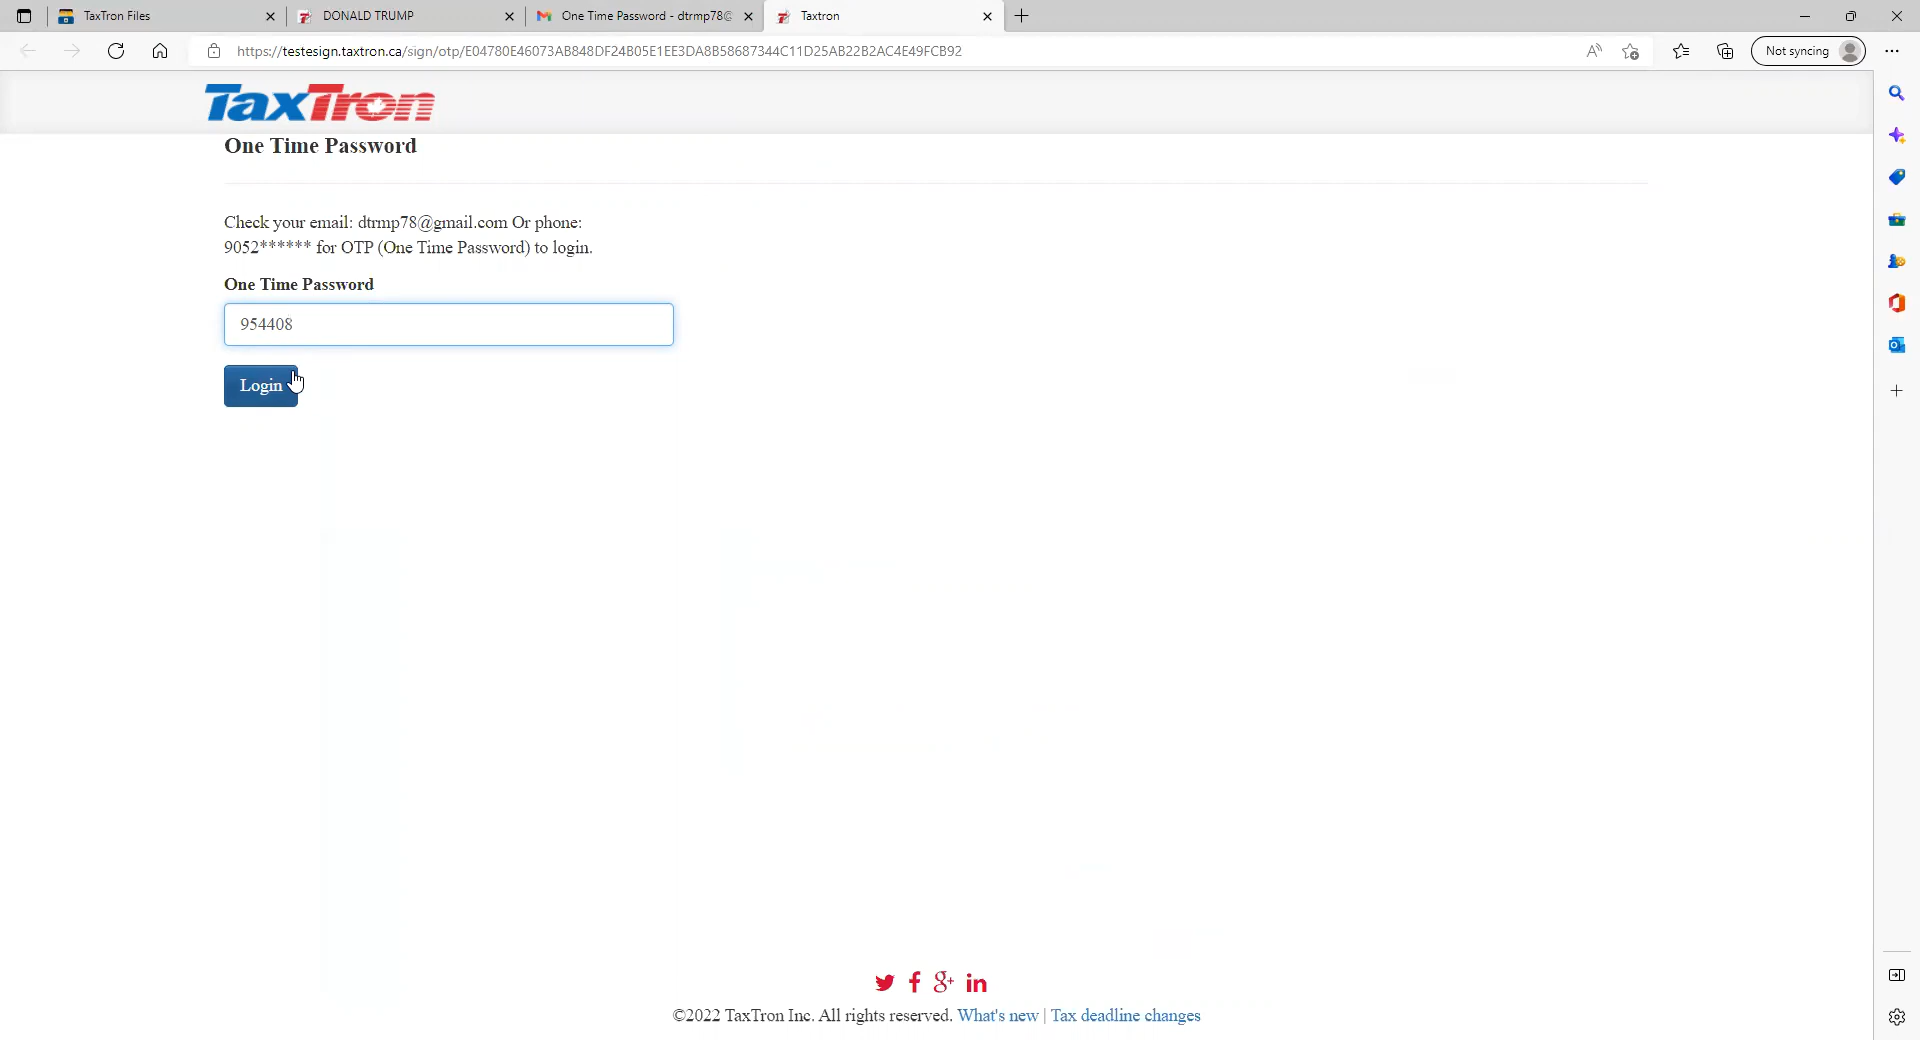 TaxTron Files
DONALD TRUMP
One Time Password - dtrmp78@
Taxtron
https://testesign.taxtron.ca/sign/otp/E04780E46073AB848DF24B05E1EE3DA8B58687344C11D25AB22B2AC4E49FCB92
Not syncing
TaxTron
One Time Password
Check your email: dtrmp78@gmail.com Or phone:
9052****** for OTP (One Time Password) to login.
One Time Password
954408
Login
©2022 TaxTron Inc. All rights reserved. What's new | Tax deadline changes